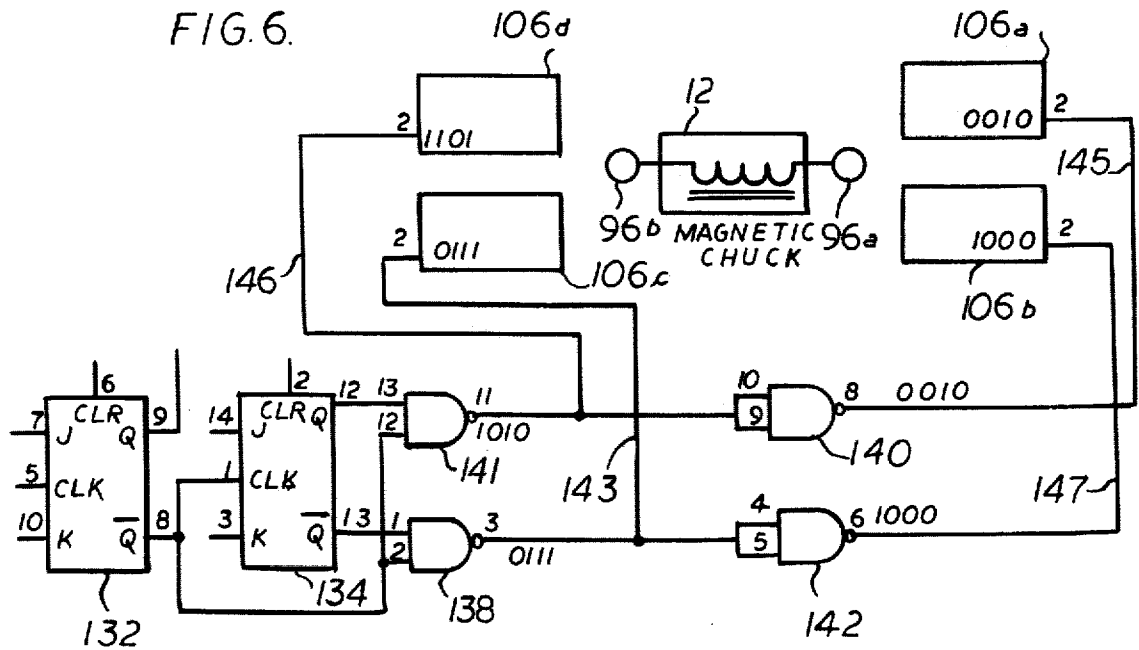 FIG. 6.
106d
106a
12
2
1101
0010
2
145
96b
MAGNETIC
CHUCK
96a
2
0111
106c
1000
2
106b
146
6
9
2
12
13
11
10
8
0010
7
CLR
J
Q
14
CLR
J
Q
12
1010
9
141
140
5
CLK
1
CLK
143
147
10
K
Q
8
3
K
Q
13
1
3
4
6
1000
2
0111
5
132
134
138
142